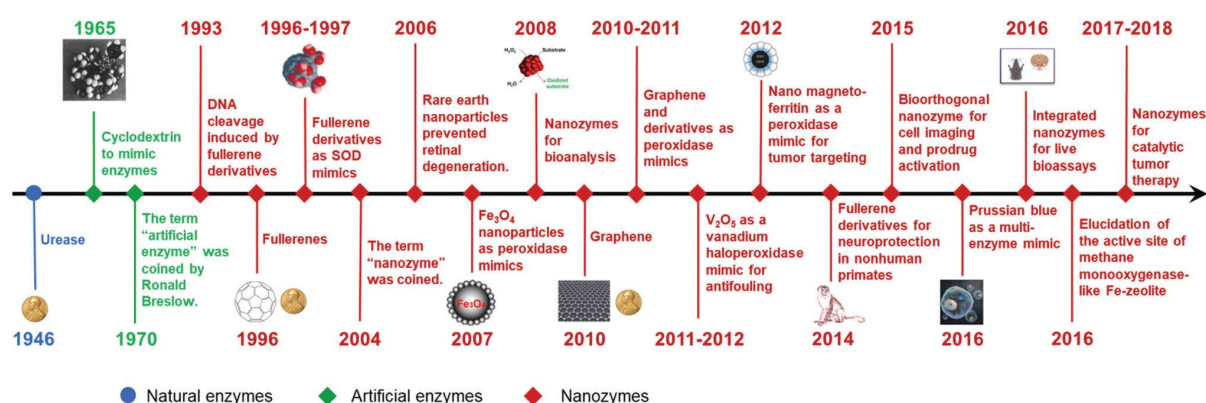 1965
1993
1996-1997
2006
2008
2010-2011
2012
2015
2016
2017-2018
H₂O₂
Substrate
H₂O
Oxidized
substrate
Cyclodextrin
to mimic
enzymes
DNA
cleavage
induced by
fullerene
derivatives
Fullerene
derivatives
as SOD
mimics
Rare earth
nanoparticles
prevented
retinal
degeneration.
Nanozymes
for
bioanalysis
Graphene
and
derivatives as
peroxidase
mimics
Nano magneto-
ferritin as a
peroxidase
mimic for
tumor targeting
Bioorthogonal
nanozyme for
cell imaging
and prodrug
activation
Integrated
nanozymes
for live
bioassays
Nanozymes
for
catalytic
tumor
therapy
Urease
1946
The term
“artificial
enzyme” was
coined by
Ronald
Breslow.
1970
Fullerenes
1996
The term
“nanozyme”
was coined.
2004
Fe₃O₄
nanoparticles
as peroxidase
mimics
Fe₃O₄
2007
Graphene
2010
V₂O₅ as a
vanadium
haloperoxidase
mimic for
antifouling
2011-2012
Fullerene
derivatives for
neuroprotection
in nonhuman
primates
2014
Prussian blue
as a multi-
enzyme mimic
2016
Elucidation of
the active site of
methane
monooxygenase-
like Fe-zeolite
2016
Natural enzymes
Artificial enzymes
Nanozymes